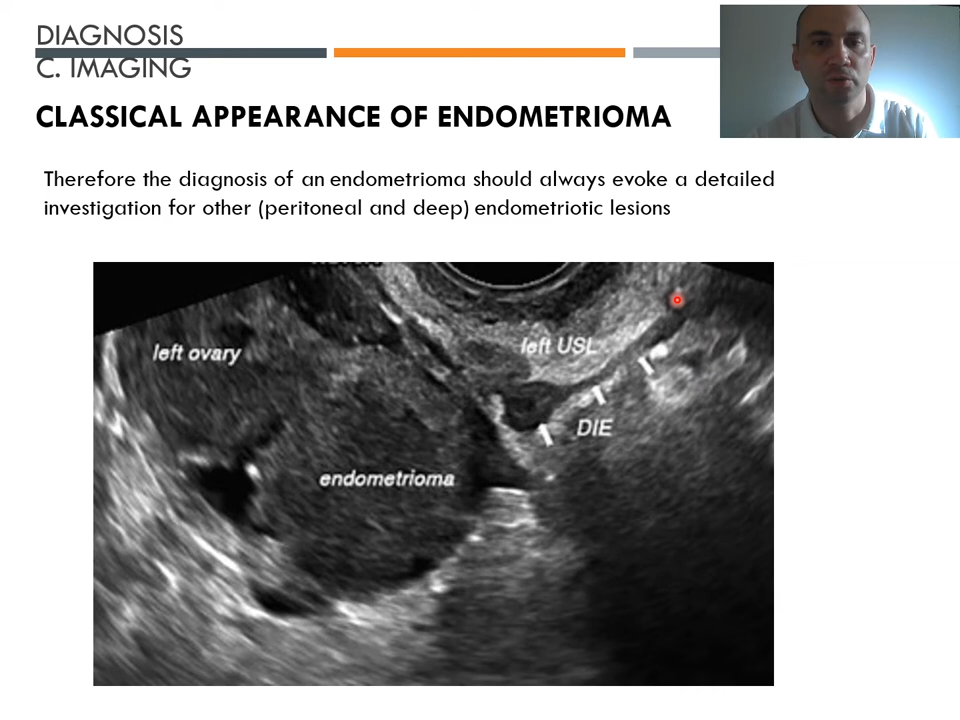 DIAGNOSIS
C. IMAGING
CLASSICAL APPEARANCE OF ENDOMETRIOMA
Therefore the diagnosis of an endometrioma should always evoke a detailed
investigation for other (peritoneal and deep) endometriotic lesions
left USL
left ovary
DIE
endometrioma